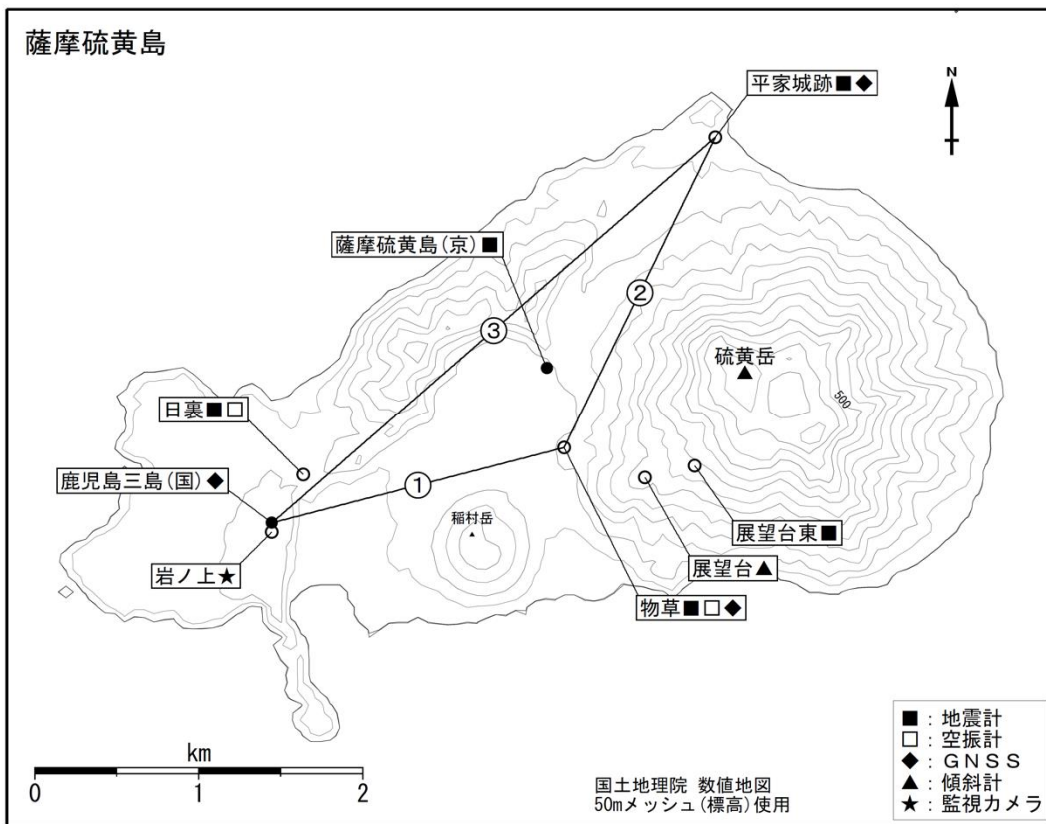 薩摩硫黄島
平家城跡■◆
N
薩摩硫黄島(京)■
②
③
硫黄岳
500
日裏■□
鹿児島三島(国)◆
①
稲村岳
岩ノ上★
展望台東■
展望台▲
物草■□◆
km
0 1 2
国土地理院 数値地図
50mメッシュ(標高)使用
■:地震計
□:空振計
◆:GNSS
▲:傾斜計
★:監視カメラ